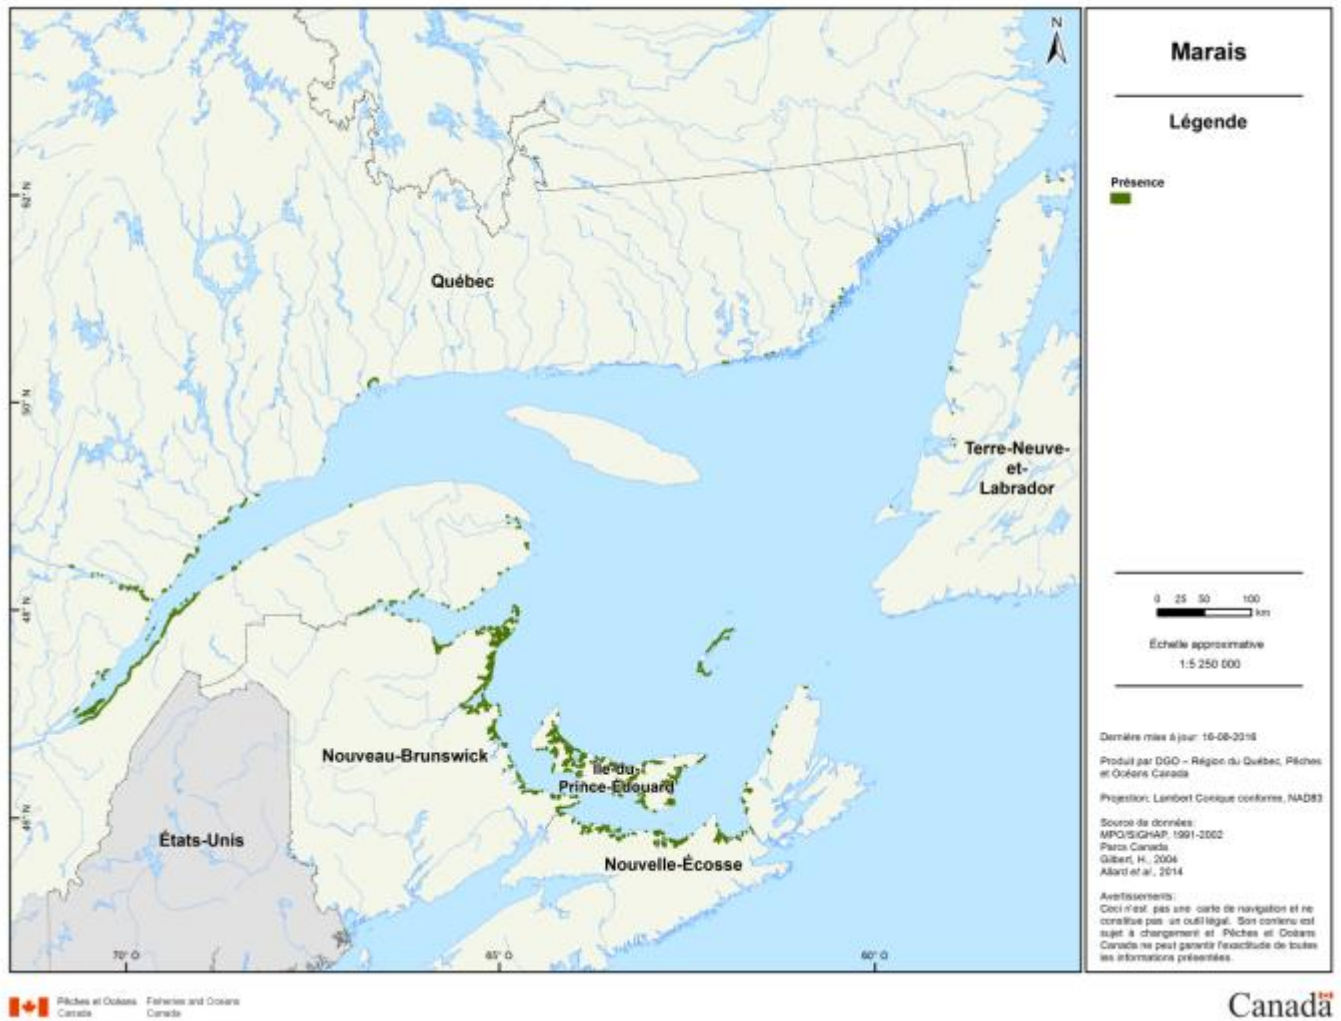 N
Marais
Légende
Présence
52° N
Québec
50° N
Terre-Neuve-
et-
Labrador
48° N
0 25 50 100
km
Échelle approximative
1:5 250 000
Nouveau-Brunswick
Île-du-
Prince-Édouard
46° N
États-Unis
Nouvelle-Écosse
70° O
65° O
60° O
Dernière mise à jour: 16-08-2016
Produit par DGO – Région du Québec, Pêches
et Océans Canada
Projection: Lambert Conique conforme, NAD83
Source de données:
MPO/SIGHAP, 1991-2002
Parcs Canada
Gilbert, H., 2004
Allard et al., 2014
Avertissements:
Ceci n'est pas une carte de navigation et ne
constitue pas un outil légal. Son contenu est
sujet à changement et Pêches et Océans
Canada ne peut garantir l'exactitude de toutes
les informations présentées.
Pêches et Océans
Canada
Fisheries and Oceans
Canada
Canada